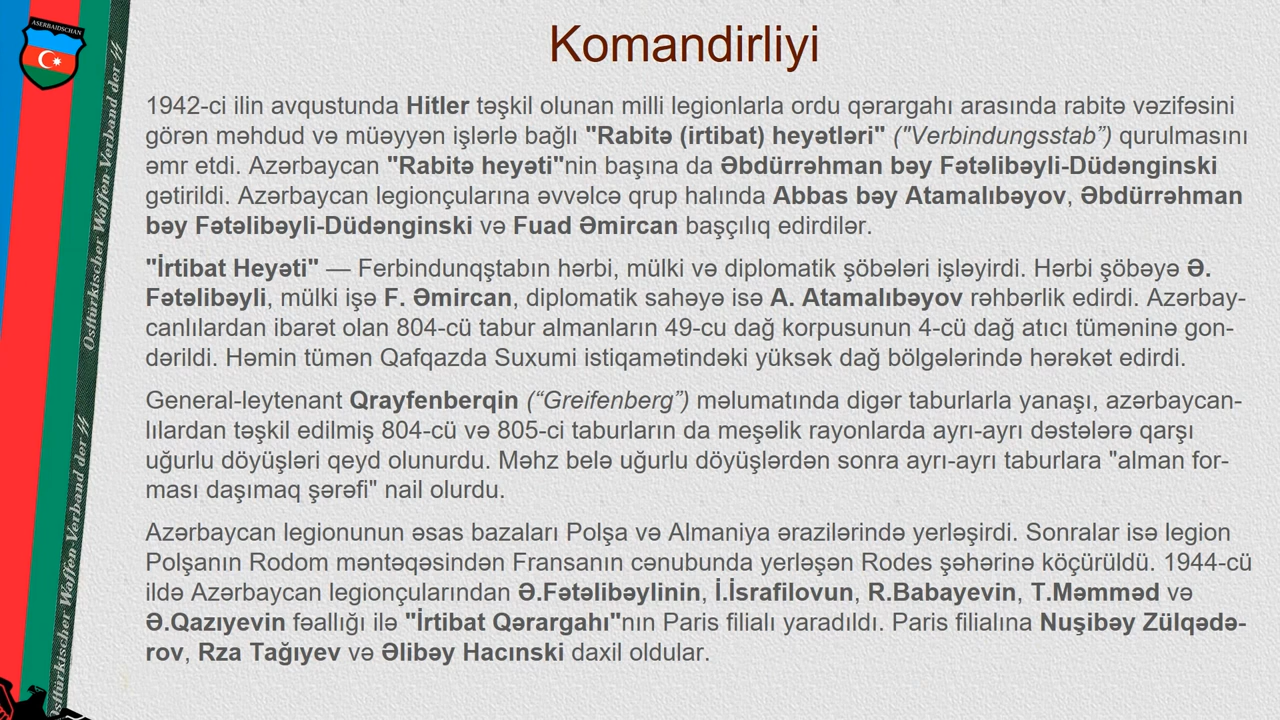 ASERBAIDSCHAN
Osttürkischer Waffen-Verband der SS
Osttürkischer Waffen-Verband der SS
Komandirliyi
1942-ci ilin avqustunda Hitler təşkil olunan milli legionlarla ordu qərargahı arasında rabitə vəzifəsini
görən məhdud və müəyyən işlərlə bağlı "Rabitə (irtibat) heyətləri" ("Verbindungsstab”) qurulmasını
əmr etdi. Azərbaycan "Rabitə heyəti"nin başına da Əbdürrəhman bəy Fətəlibəyli-Düdənginski
gətirildi. Azərbaycan legionçularına əvvəlcə qrup halında Abbas bəy Atamalıbəyov, Əbdürrəhman
bəy Fətəlibəyli-Düdənginski və Fuad Əmircan başçılıq edirdilər.
"İrtibat Heyəti" — Ferbindunqştabın hərbi, mülki və diplomatik şöbələri işləyirdi. Hərbi şöbəyə Ə.
Fətəlibəyli, mülki işə F. Əmircan, diplomatik sahəyə isə A. Atamalıbəyov rəhbərlik edirdi. Azərbay-
canlılardan ibarət olan 804-cü tabur almanların 49-cu dağ korpusunun 4-cü dağ atıcı tüməninə gon-
dərildi. Həmin tümən Qafqazda Suxumi istiqamətindəki yüksək dağ bölgələrində hərəkət edirdi.
General-leytenant Qrayfenberqin (“Greifenberg”) məlumatında digər taburlarla yanaşı, azərbaycan-
lılardan təşkil edilmiş 804-cü və 805-ci taburların da meşəlik rayonlarda ayrı-ayrı dəstələrə qarşı
uğurlu döyüşləri qeyd olunurdu. Məhz belə uğurlu döyüşlərdən sonra ayrı-ayrı taburlara "alman for-
ması daşımaq şərəfi" nail olurdu.
Azərbaycan legionunun əsas bazaları Polşa və Almaniya ərazilərində yerləşirdi. Sonralar isə legion
Polşanın Rodom məntəqəsindən Fransanın cənubunda yerləşən Rodes şəhərinə köçürüldü. 1944-cü
ildə Azərbaycan legionçularından Ə.Fətəlibəylinin, İ.İsrafilovun, R.Babayevin, T.Məmməd və
Ə.Qazıyevin fəallığı ilə "İrtibat Qərargahı"nın Paris filialı yaradıldı. Paris filialına Nuşibəy Zülqədə-
rov, Rza Tağıyev və Əlibəy Hacınski daxil oldular.